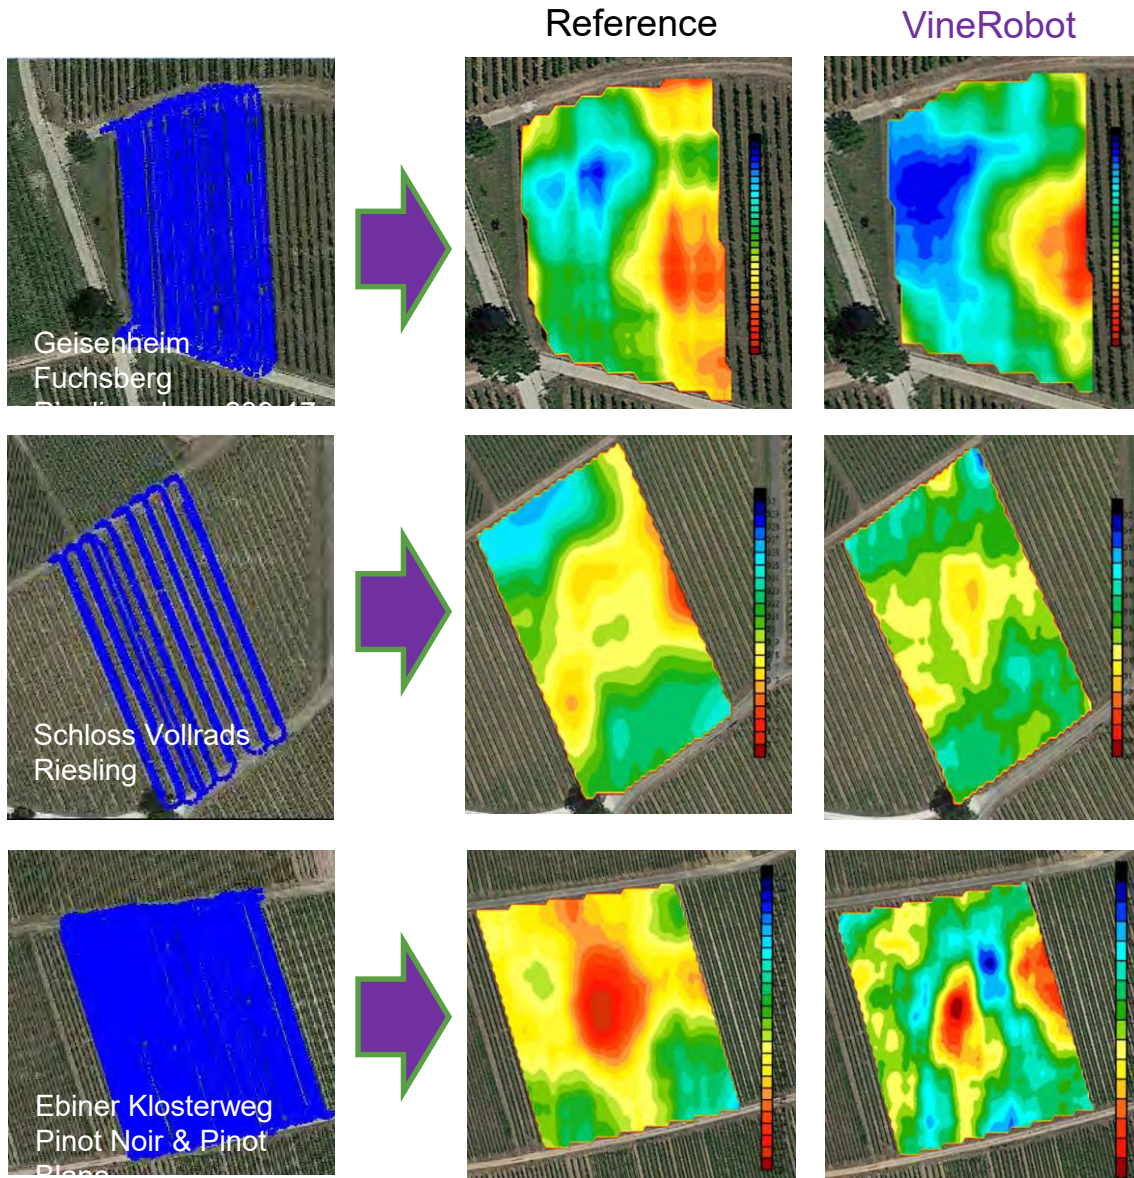 Reference
VineRobot
Geisenheim
Fuchsberg
Schloss Vollrads
Riesling
Ebiner Klosterweg
Pinot Noir & Pinot